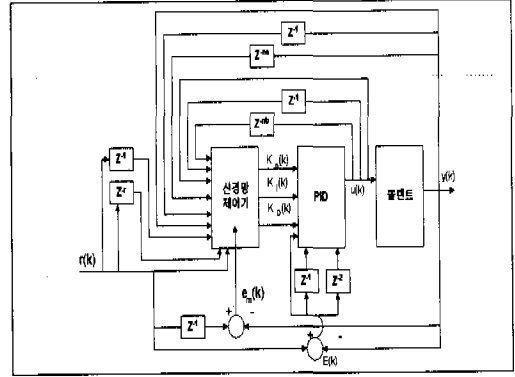 Z⁻¹
Z⁻ⁿᵃ
Z⁻¹
Z⁻ⁿᵇ
Z⁻¹
Z⁻ʳ
r(k)
신경망
제어기
Kₚ(k)
Kᵢ(k)
K_D(k)
PID
u(k)
플랜트
y(k)
Z⁻¹
Z⁻²
eₘ(k)
Z⁻¹
+
-
+
-
E(k)